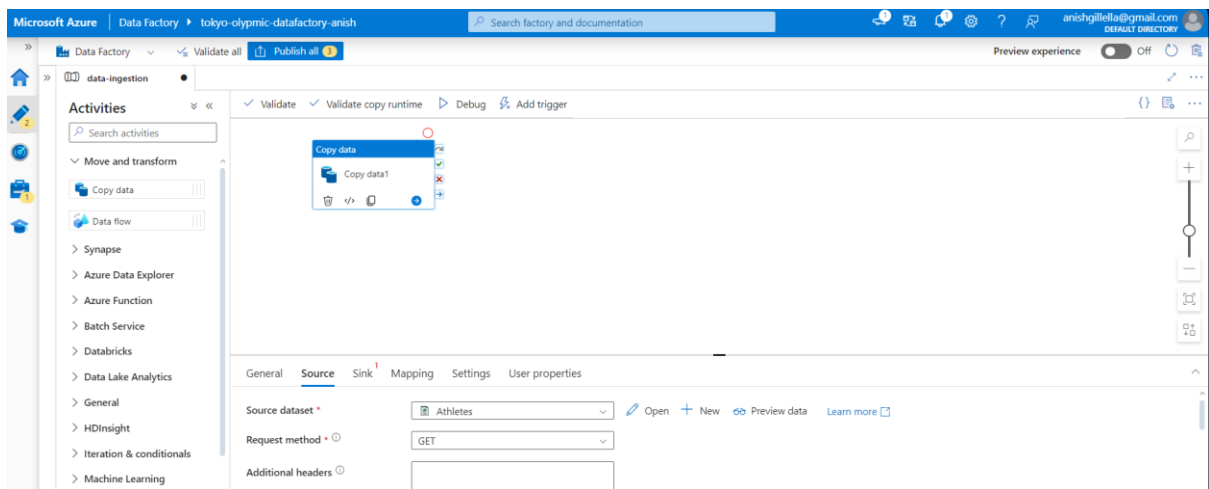 Microsoft Azure | Data Factory ▸ tokyo-olypmic-datafactory-anish
Search factory and documentation
1
1
anishgillella@gmail.com
DEFAULT DIRECTORY
»
Data Factory
Validate all
Publish all 3
Preview experience
Off
»
data-ingestion ●
2
1
Activities
Search activities
Move and transform
Copy data
Data flow
Synapse
Azure Data Explorer
Azure Function
Batch Service
Databricks
Data Lake Analytics
General
HDInsight
Iteration & conditionals
Machine Learning
Validate Validate copy runtime Debug Add trigger
Copy data
Copy data1
General Source Sink 1 Mapping Settings User properties
Source dataset * Athletes Open New Preview data Learn more
Request method * GET
Additional headers